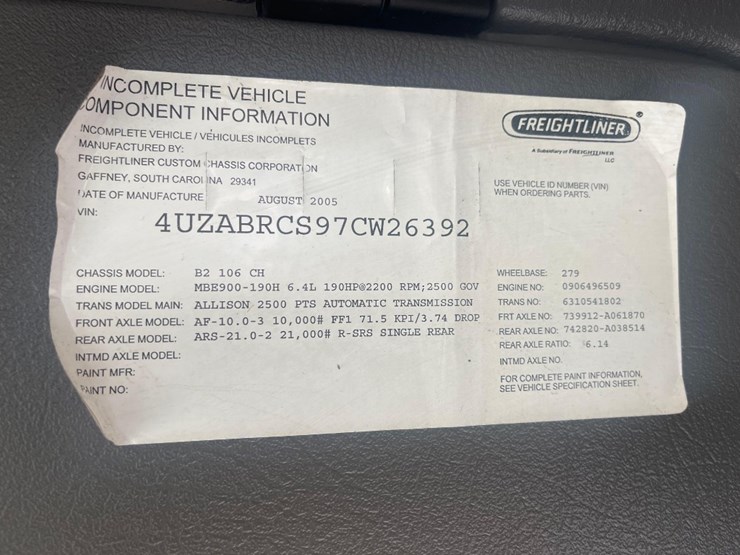 INCOMPLETE VEHICLE
COMPONENT INFORMATION
INCOMPLETE VEHICLE / VÉHICULES INCOMPLETS
MANUFACTURED BY:
FREIGHTLINER CUSTOM CHASSIS CORPORATION
GAFFNEY, SOUTH CAROLINA 29341
DATE OF MANUFACTURE AUGUST 2005
VIN: 4UZABRCS97CW26392
CHASSIS MODEL: B2 106 CH
ENGINE MODEL: MBE900-190H 6.4L 190HP@2200 RPM;2500 GOV
TRANS MODEL MAIN: ALLISON 2500 PTS AUTOMATIC TRANSMISSION
FRONT AXLE MODEL: AF-10.0-3 10,000# FF1 71.5 KPI/3.74 DROP
REAR AXLE MODEL: ARS-21.0-2 21,000# R-SRS SINGLE REAR
INTMD AXLE MODEL:
PAINT MFR:
PAINT NO:
FREIGHTLINER®
A Subsidiary of FREIGHTLINER
LLC
USE VEHICLE ID NUMBER (VIN)
WHEN ORDERING PARTS.
WHEELBASE: 279
ENGINE NO: 0906496509
TRANS NO: 6310541802
FRT AXLE NO: 739912-A061870
REAR AXLE NO: 742820-A038514
REAR AXLE RATIO: 6.14
INTMD AXLE NO.
FOR COMPLETE PAINT INFORMATION,
SEE VEHICLE SPECIFICATION SHEET.